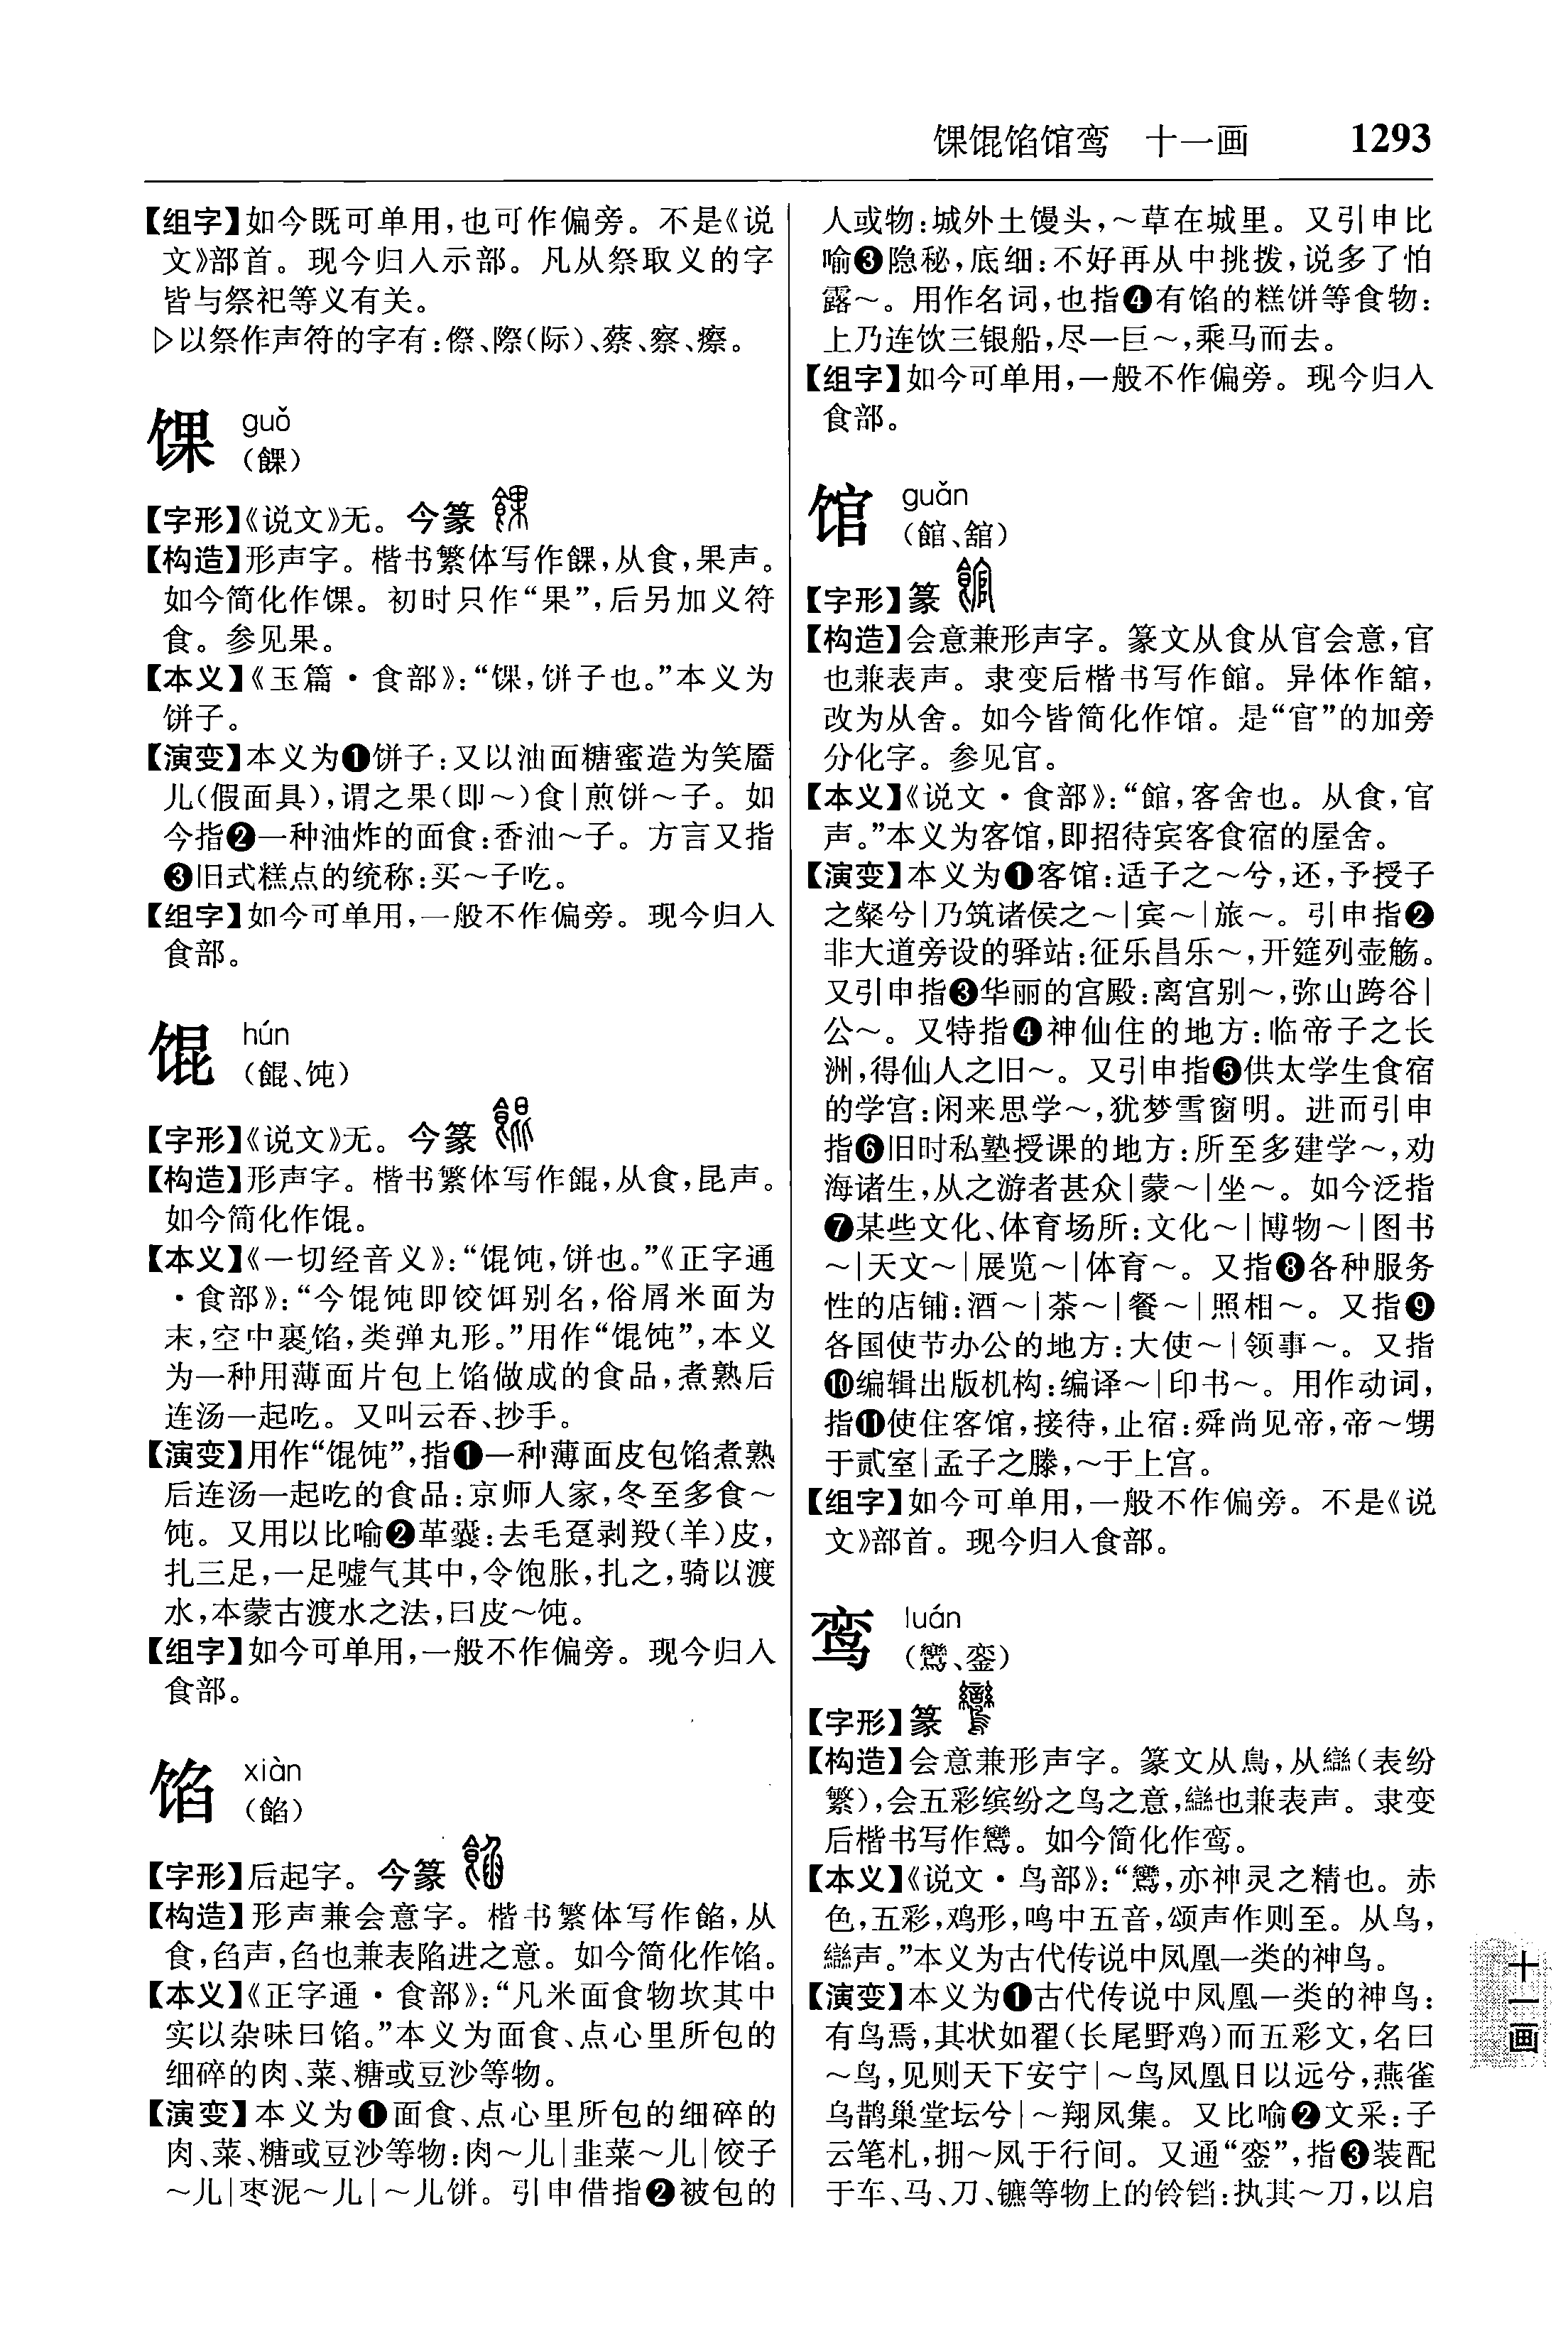 馃馄馅馆鸾 十一画 1293
【组字】如今既可单用,也可作偏旁。不是《说
文》部首。现今归入示部。凡从祭取义的字
皆与祭祀等义有关。
▷以祭作声符的字有:傺、際(际)、蔡、察、瘵。
馃 guǒ
(餜)
【字形】《说文》无。今篆
【构造】形声字。楷书繁体写作餜,从食,果声。
如今简化作馃。初时只作“果”,后另加义符
食。参见果。
【本义】《玉篇·食部》:“馃,饼子也。”本义为
饼子。
【演变】本义为❶饼子:又以油面糖蜜造为笑靥
儿(假面具),谓之果(即～)食|煎饼～子。如
今指❷一种油炸的面食:香油～子。方言又指
❸旧式糕点的统称:买～子吃。
【组字】如今可单用,一般不作偏旁。现今归入
食部。
馄 hún
(餛、饨)
【字形】《说文》无。今篆
【构造】形声字。楷书繁体写作餛,从食,昆声。
如今简化作馄。
【本义】《一切经音义》:“馄饨,饼也。”《正字通
·食部》:“今馄饨即饺饵别名,俗屑米面为
末,空中裹馅,类弹丸形。”用作“馄饨”,本义
为一种用薄面片包上馅做成的食品,煮熟后
连汤一起吃。又叫云吞、抄手。
【演变】用作“馄饨”,指❶一种薄面皮包馅煮熟
后连汤一起吃的食品:京师人家,冬至多食～
饨。又用以比喻❷革囊:去毛趸剥羖(羊)皮,
扎三足,一足嘘气其中,令饱胀,扎之,骑以渡
水,本蒙古渡水之法,曰皮～饨。
【组字】如今可单用,一般不作偏旁。现今归入
食部。
馅 xiàn
(餡)
【字形】后起字。今篆
【构造】形声兼会意字。楷书繁体写作餡,从
食,臽声,臽也兼表陷进之意。如今简化作馅。
【本义】《正字通·食部》:“凡米面食物坎其中
实以杂味曰馅。”本义为面食、点心里所包的
细碎的肉、菜、糖或豆沙等物。
【演变】本义为❶面食、点心里所包的细碎的
肉、菜、糖或豆沙等物:肉～儿|韭菜～儿|饺子
～儿|枣泥～儿|～儿饼。引申借指❷被包的
人或物:城外土馒头,～草在城里。又引申比
喻❸隐秘,底细:不好再从中挑拨,说多了怕
露～。用作名词,也指❹有馅的糕饼等食物:
上乃连饮三银船,尽一巨～,乘马而去。
【组字】如今可单用,一般不作偏旁。现今归入
食部。
馆 guǎn
(館、舘)
【字形】篆
【构造】会意兼形声字。篆文从食从官会意,官
也兼表声。隶变后楷书写作館。异体作舘,
改为从舍。如今皆简化作馆。是“官”的加旁
分化字。参见官。
【本义】《说文·食部》:“館,客舍也。从食,官
声。”本义为客馆,即招待宾客食宿的屋舍。
【演变】本义为❶客馆:适子之～兮,还,予授子
之粲兮|乃筑诸侯之～|宾～|旅～。引申指❷
非大道旁设的驿站:征乐昌乐～,开筵列壶觞。
又引申指❸华丽的宫殿:离宫别～,弥山跨谷|
公～。又特指❹神仙住的地方:临帝子之长
洲,得仙人之旧～。又引申指❺供太学生食宿
的学宫:闲来思学～,犹梦雪窗明。进而引申
指❻旧时私塾授课的地方:所至多建学～,劝
海诸生,从之游者甚众|蒙～|坐～。如今泛指
❼某些文化、体育场所:文化～|博物～|图书
～|天文～|展览～|体育～。又指❽各种服务
性的店铺:酒～|茶～|餐～|照相～。又指❾
各国使节办公的地方:大使～|领事～。又指
❿编辑出版机构:编译～|印书～。用作动词,
指⓫使住客馆,接待,止宿:舜尚见帝,帝～甥
于贰室|孟子之滕,～于上宫。
【组字】如今可单用,一般不作偏旁。不是《说
文》部首。现今归入食部。
鸾 luán
(鸞、銮)
【字形】篆
【构造】会意兼形声字。篆文从鳥,从䜌(表纷
繁),会五彩缤纷之鸟之意,䜌也兼表声。隶变
后楷书写作鸞。如今简化作鸾。
【本义】《说文·鸟部》:“鸞,亦神灵之精也。赤
色,五彩,鸡形,鸣中五音,颂声作则至。从鸟,
䜌声。”本义为古代传说中凤凰一类的神鸟。
【演变】本义为❶古代传说中凤凰一类的神鸟:
有鸟焉,其状如翟(长尾野鸡)而五彩文,名曰
～鸟,见则天下安宁|～鸟凤凰日以远兮,燕雀
乌鹊巢堂坛兮|～翔凤集。又比喻❷文采:子
云笔札,拥～凤于行间。又通“銮”,指❸装配
于车、马、刀、镳等物上的铃铛:执其～刀,以启
十一画